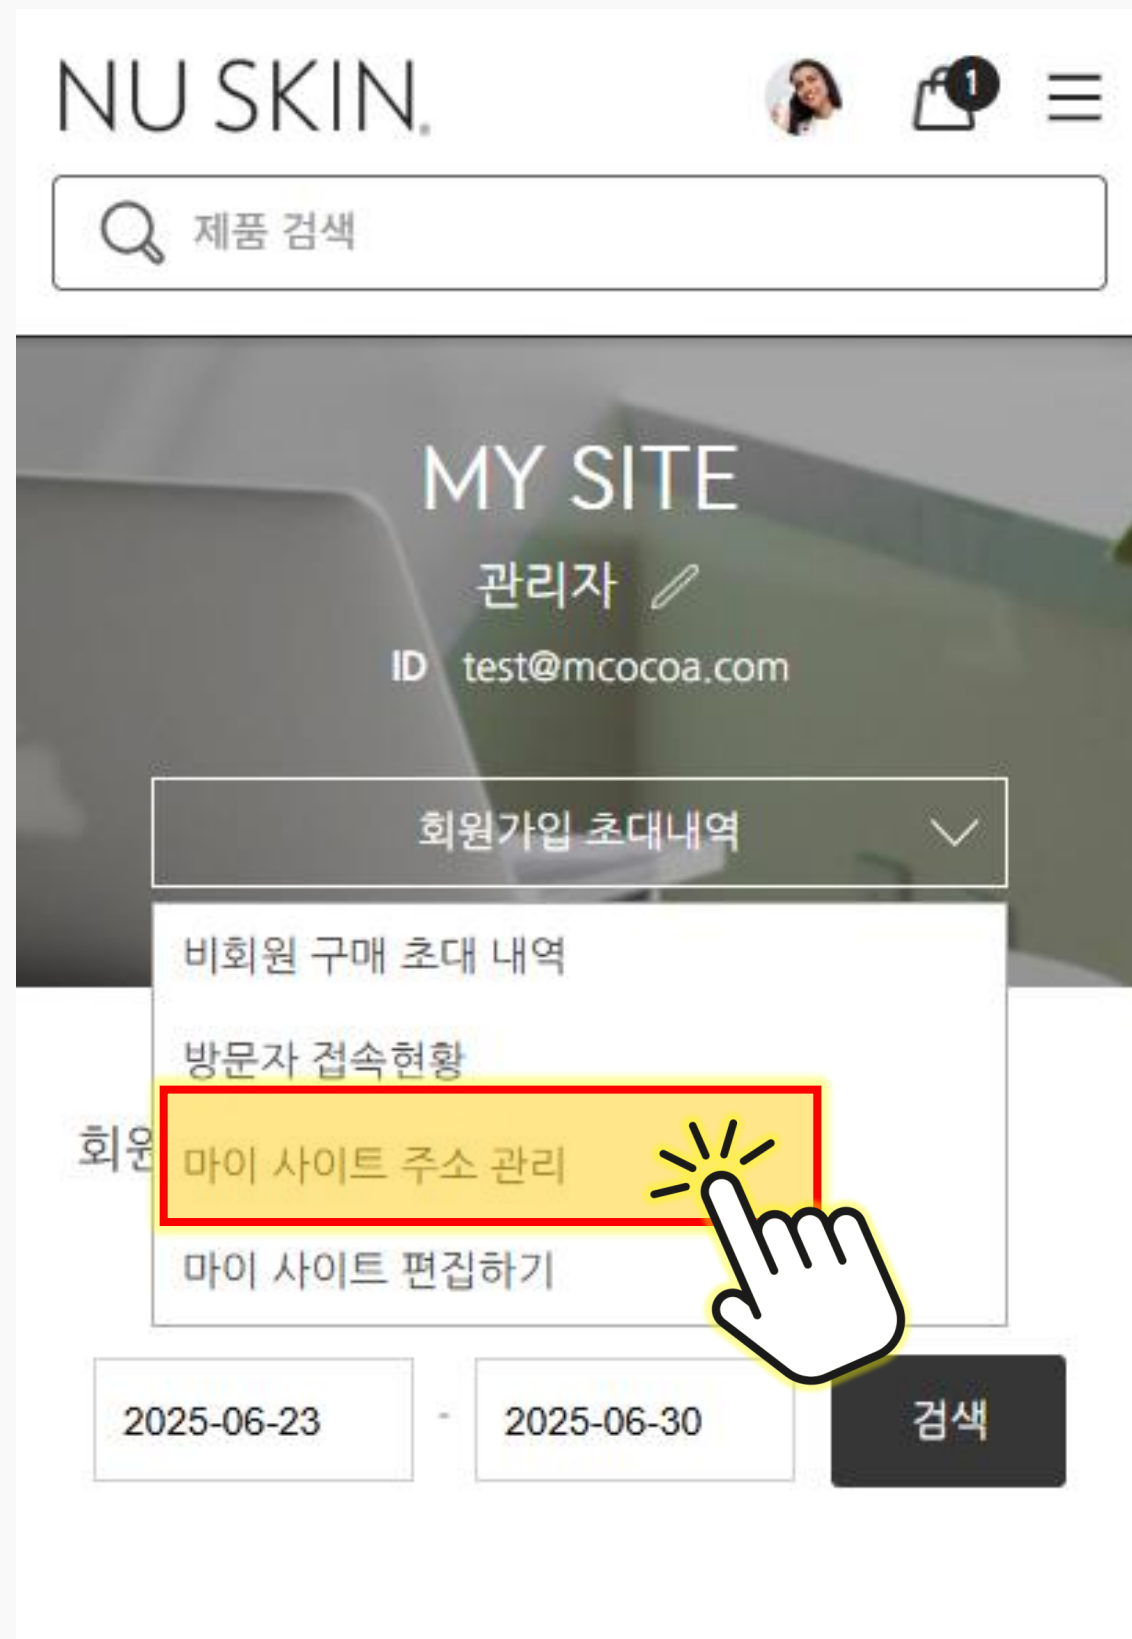 NU SKIN.
1
제품 검색
MY SITE
관리자
ID test@mcocoa.com
회원가입 초대내역
비회원 구매 초대 내역
방문자 접속현황
회원
마이 사이트 주소 관리
마이 사이트 편집하기
2025-06-23 - 2025-06-30 검색